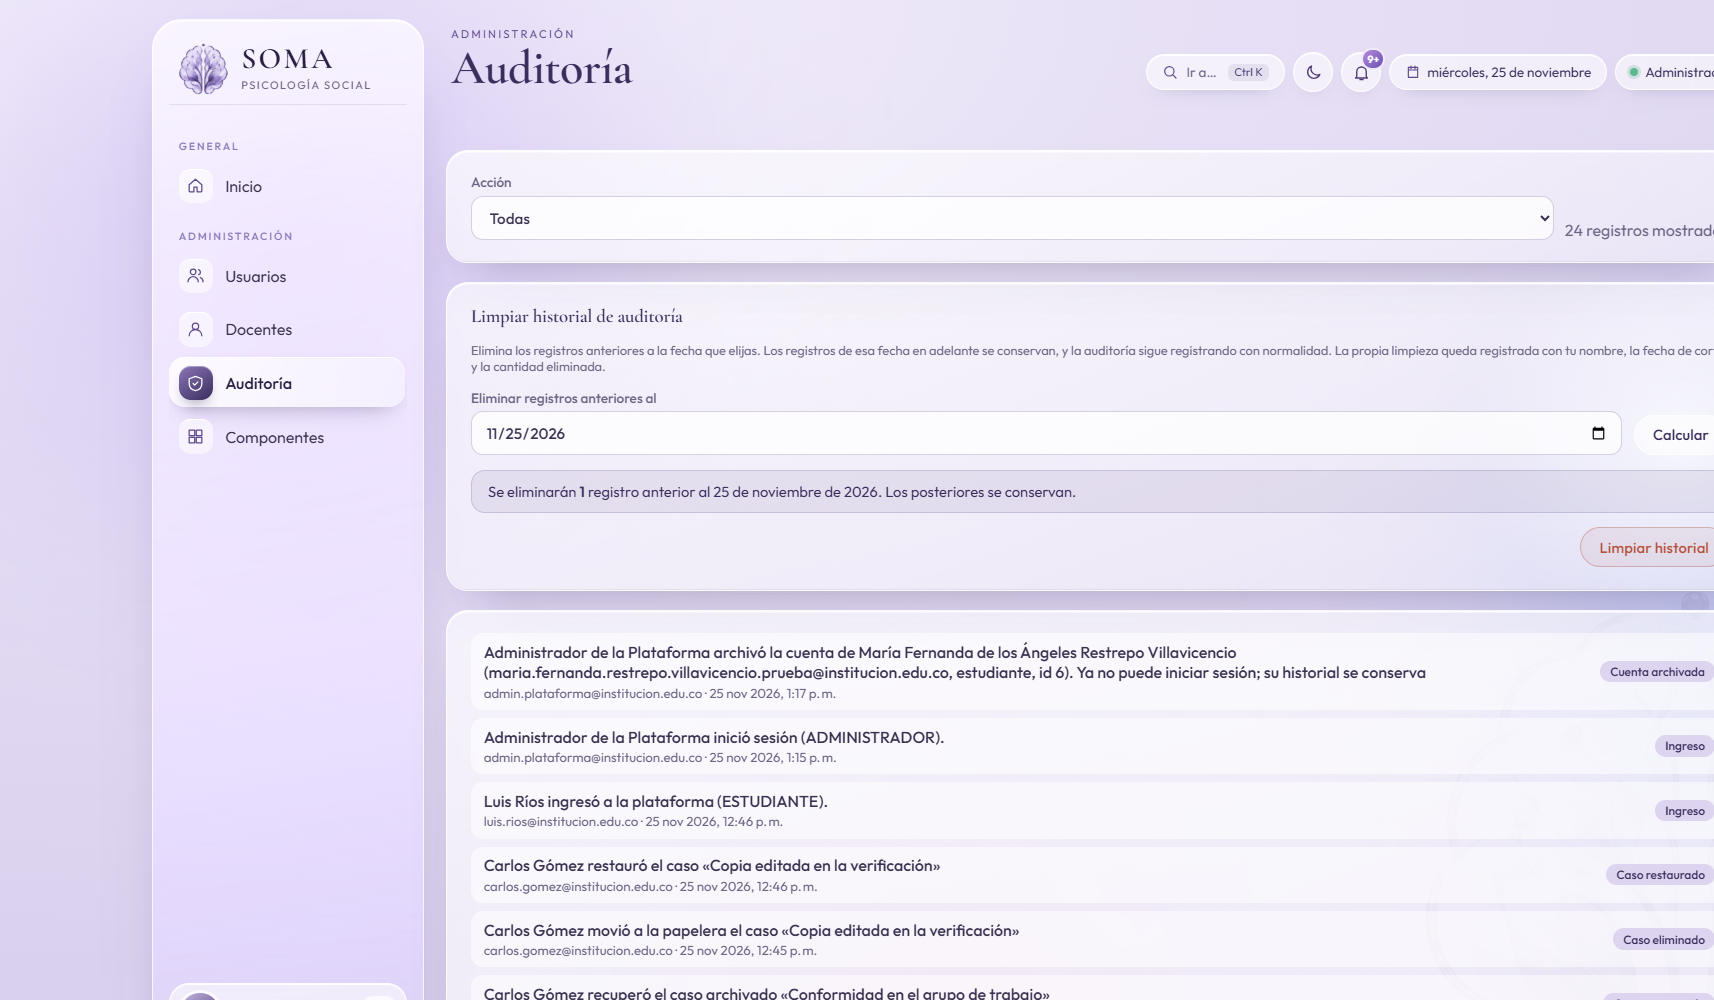 SOMA
PSICOLOGÍA SOCIAL
GENERAL
Inicio
ADMINISTRACIÓN
Usuarios
Docentes
Auditoría
Componentes
ADMINISTRACIÓN
Auditoría
Ir a...
Ctrl K
9+
miércoles, 25 de noviembre
Administrac
Acción
Todas
24 registros mostrado
Limpiar historial de auditoría
Elimina los registros anteriores a la fecha que elijas. Los registros de esa fecha en adelante se conservan, y la auditoría sigue registrando con normalidad. La propia limpieza queda registrada con tu nombre, la fecha de cor
y la cantidad eliminada.
Eliminar registros anteriores al
11/25/2026
Calcular
Se eliminarán 1 registro anterior al 25 de noviembre de 2026. Los posteriores se conservan.
Limpiar historial
Administrador de la Plataforma archivó la cuenta de María Fernanda de los Ángeles Restrepo Villavicencio
(maria.fernanda.restrepo.villavicencio.prueba@institucion.edu.co, estudiante, id 6). Ya no puede iniciar sesión; su historial se conserva
admin.plataforma@institucion.edu.co · 25 nov 2026, 1:17 p. m.
Cuenta archivada
Administrador de la Plataforma inició sesión (ADMINISTRADOR).
admin.plataforma@institucion.edu.co · 25 nov 2026, 1:15 p. m.
Ingreso
Luis Ríos ingresó a la plataforma (ESTUDIANTE).
luis.rios@institucion.edu.co · 25 nov 2026, 12:46 p. m.
Ingreso
Carlos Gómez restauró el caso «Copia editada en la verificación»
carlos.gomez@institucion.edu.co · 25 nov 2026, 12:46 p. m.
Caso restaurado
Carlos Gómez movió a la papelera el caso «Copia editada en la verificación»
carlos.gomez@institucion.edu.co · 25 nov 2026, 12:45 p. m.
Caso eliminado
Carlos Gómez recuperó el caso archivado «Conformidad en el grupo de trabajo»